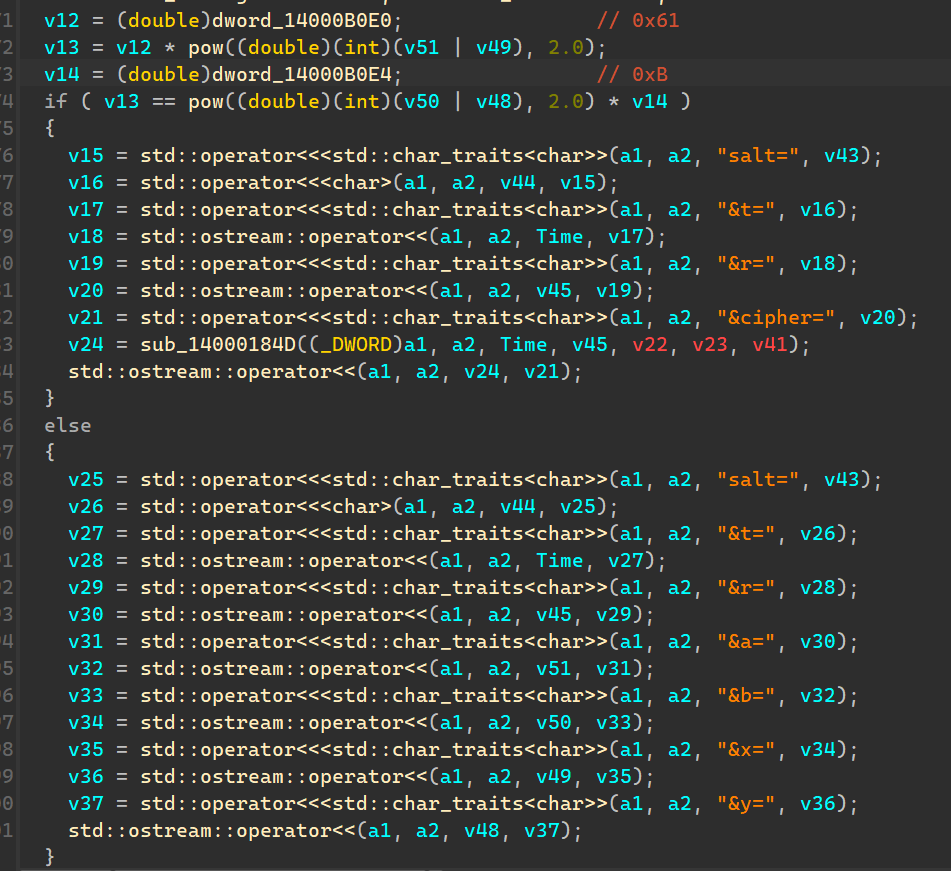 1 v12 = (double)dword_14000B0E0; // 0x61
2 v13 = v12 * pow((double)(int)(v51 | v49), 2.0);
3 v14 = (double)dword_14000B0E4; // 0xB
4 if ( v13 == pow((double)(int)(v50 | v48), 2.0) * v14 )
5 {
6 v15 = std::operator<<<std::char_traits<char>>(a1, a2, "salt=", v43);
7 v16 = std::operator<<<char>(a1, a2, v44, v15);
8 v17 = std::operator<<<std::char_traits<char>>(a1, a2, "&t=", v16);
9 v18 = std::ostream::operator<<(a1, a2, Time, v17);
0 v19 = std::operator<<<std::char_traits<char>>(a1, a2, "&r=", v18);
1 v20 = std::ostream::operator<<(a1, a2, v45, v19);
2 v21 = std::operator<<<std::char_traits<char>>(a1, a2, "&cipher=", v20);
3 v24 = sub_14000184D((_DWORD)a1, a2, Time, v45, v22, v23, v41);
4 std::ostream::operator<<(a1, a2, v24, v21);
5 }
6 else
7 {
8 v25 = std::operator<<<std::char_traits<char>>(a1, a2, "salt=", v43);
9 v26 = std::operator<<<char>(a1, a2, v44, v25);
0 v27 = std::operator<<<std::char_traits<char>>(a1, a2, "&t=", v26);
1 v28 = std::ostream::operator<<(a1, a2, Time, v27);
2 v29 = std::operator<<<std::char_traits<char>>(a1, a2, "&r=", v28);
3 v30 = std::ostream::operator<<(a1, a2, v45, v29);
4 v31 = std::operator<<<std::char_traits<char>>(a1, a2, "&a=", v30);
5 v32 = std::ostream::operator<<(a1, a2, v51, v31);
6 v33 = std::operator<<<std::char_traits<char>>(a1, a2, "&b=", v32);
7 v34 = std::ostream::operator<<(a1, a2, v50, v33);
8 v35 = std::operator<<<std::char_traits<char>>(a1, a2, "&x=", v34);
9 v36 = std::ostream::operator<<(a1, a2, v49, v35);
0 v37 = std::operator<<<std::char_traits<char>>(a1, a2, "&y=", v36);
1 std::ostream::operator<<(a1, a2, v48, v37);
}